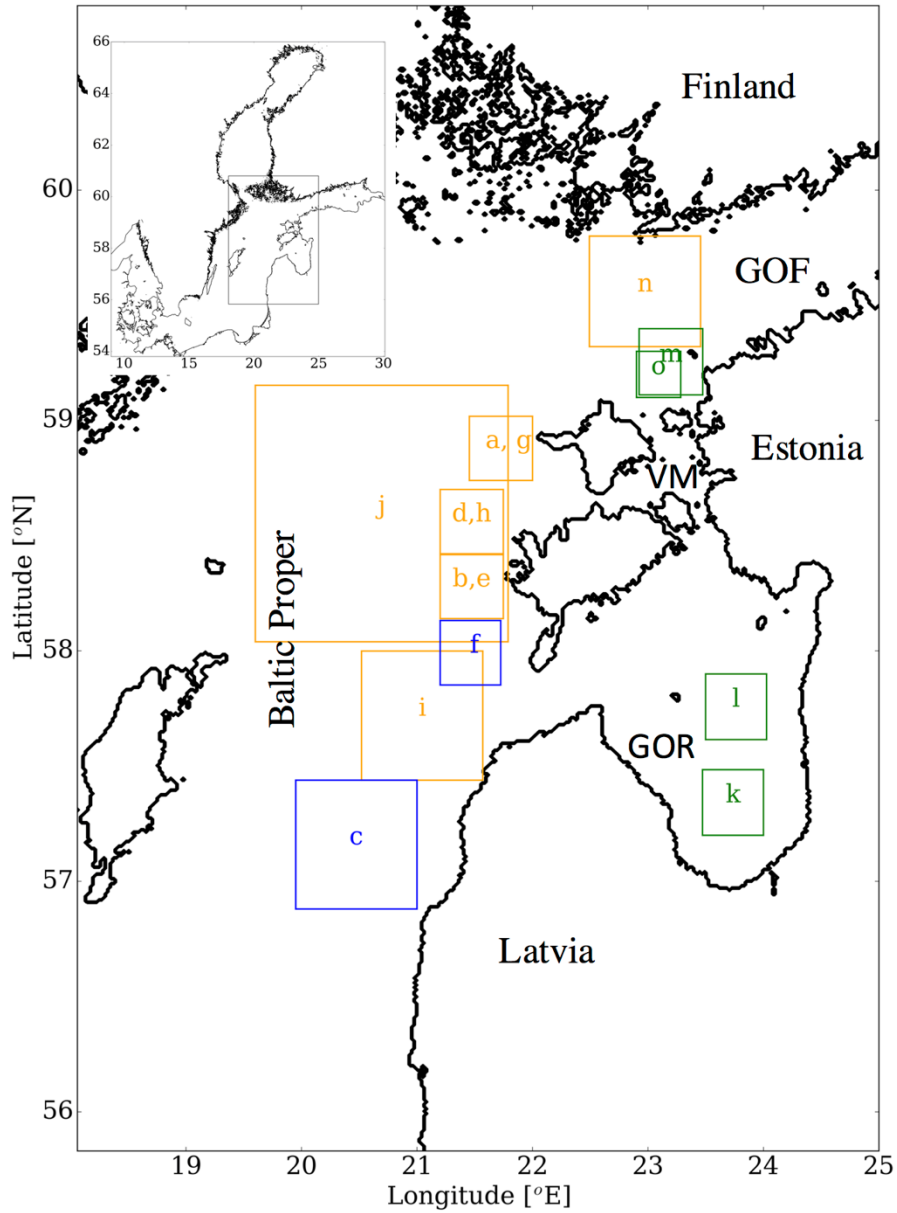 66
64
62
60
58
56
54
10
15
20
25
30
Finland
60
GOF
n
m
o
59
a, g
Estonia
VM
j
d,h
b,e
Latitude [°N]
Baltic Proper
58
f
l
i
GOR
k
c
57
Latvia
56
19
20
21
22
23
24
25
Longitude [°E]